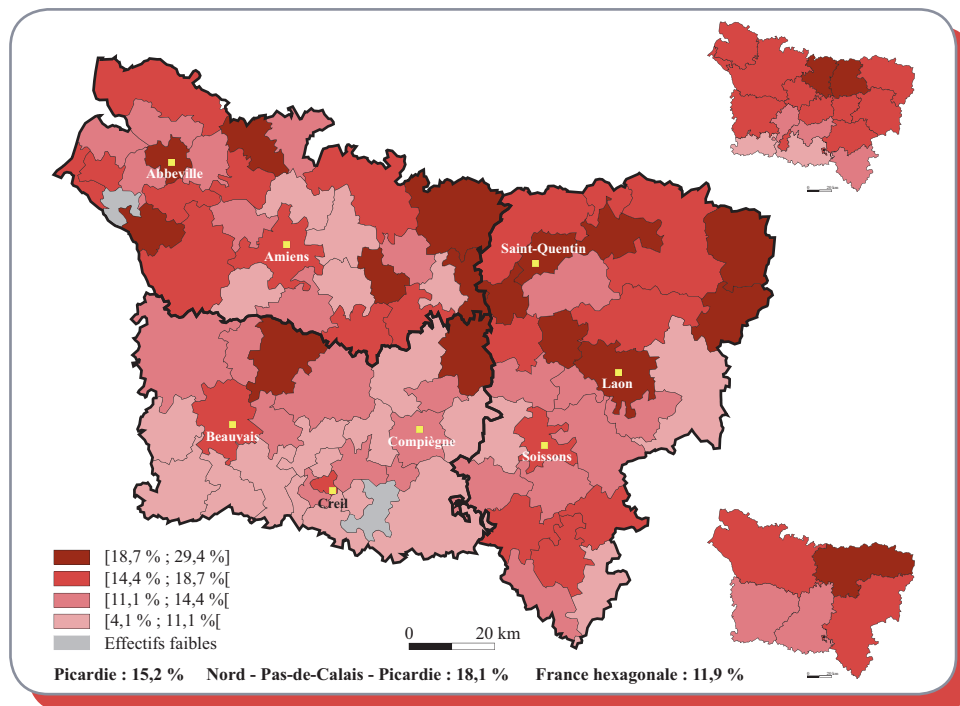 Abbeville
Amiens
Saint-Quentin
Laon
Beauvais
Compiègne
Soissons
Creil
[18,7 % ; 29,4 %]
[14,4 % ; 18,7 %[
[11,1 % ; 14,4 %[
[4,1 % ; 11,1 %[
Effectifs faibles
0 20 km
Picardie : 15,2 % Nord - Pas-de-Calais - Picardie : 18,1 % France hexagonale : 11,9 %